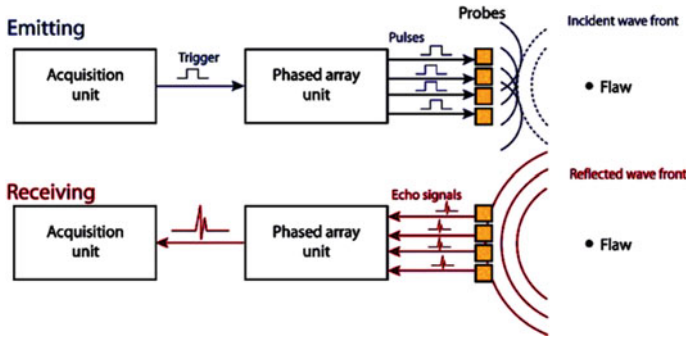 Emitting
Probes
Incident wave front
Pulses
Trigger
Acquisition
unit
Phased array
unit
Flaw
Receiving
Reflected wave front
Echo signals
Acquisition
unit
Phased array
unit
Flaw